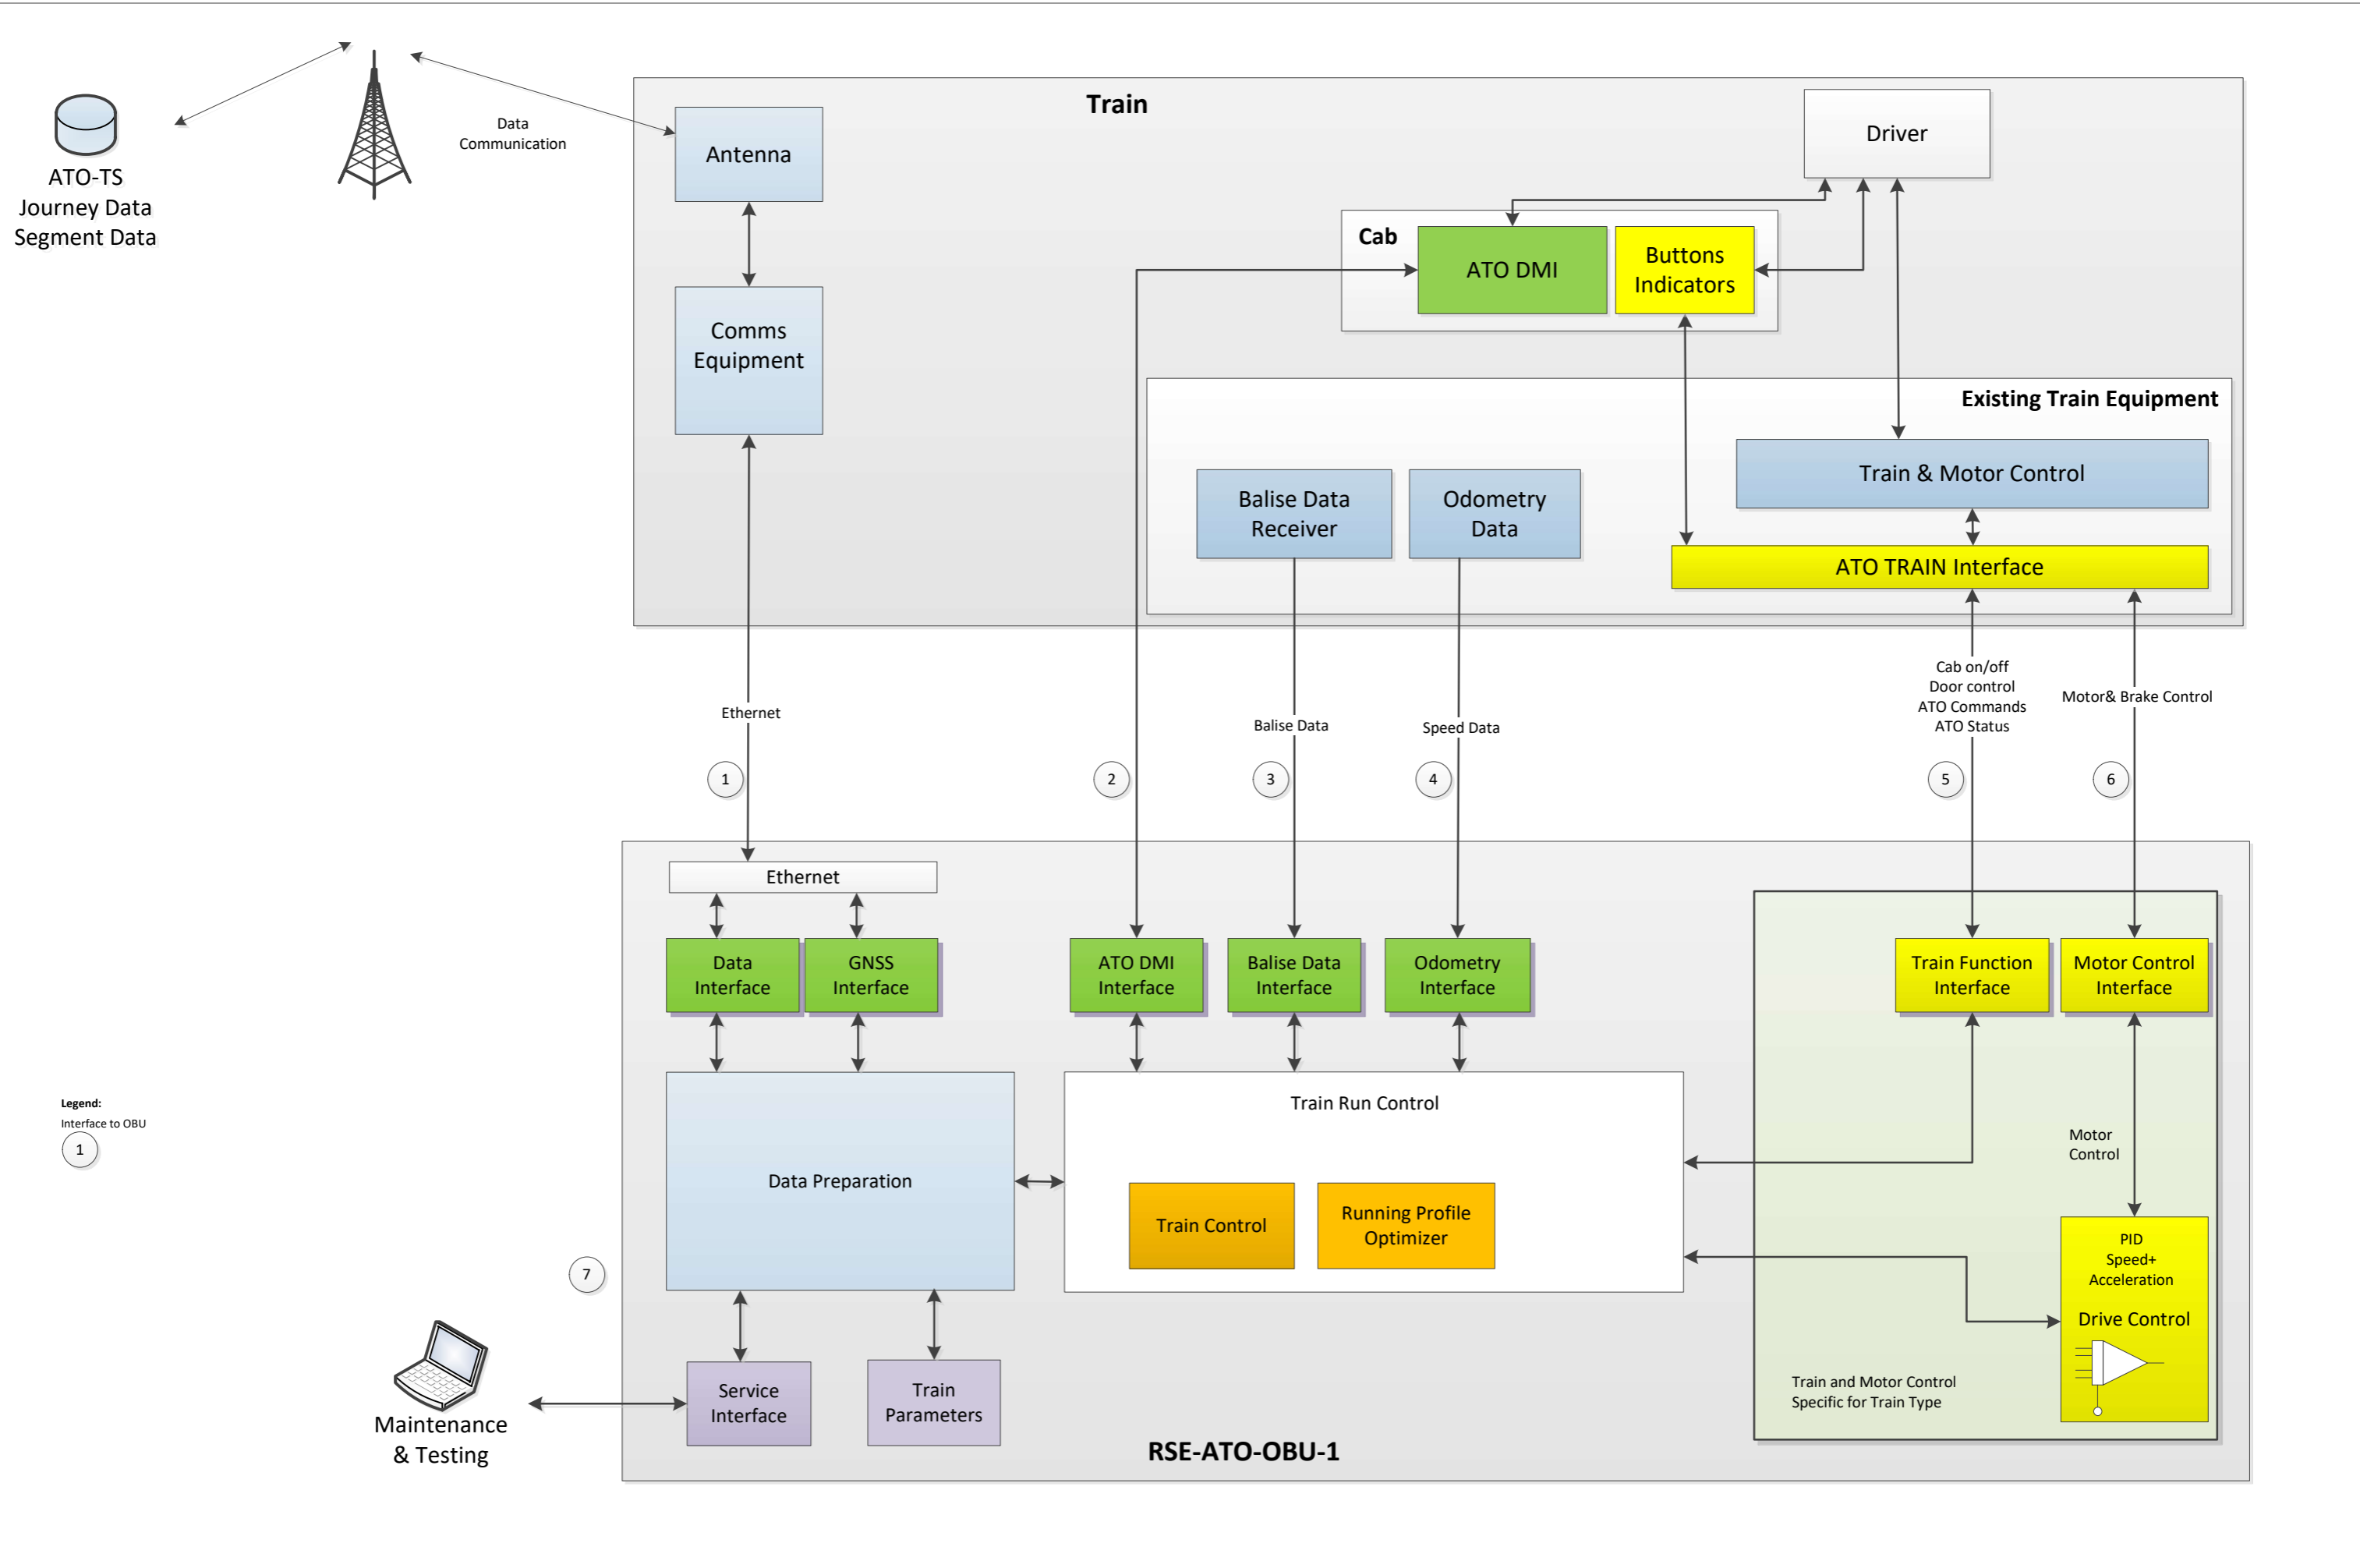 Train
Driver
Antenna
Data
Communication
ATO-TS
Journey Data
Segment Data
Cab
ATO DMI
Buttons
Indicators
Comms
Equipment
Existing Train Equipment
Train & Motor Control
Balise Data
Receiver
Odometry
Data
ATO TRAIN Interface
Ethernet
Balise Data
Speed Data
Cab on/off
Door control
ATO Commands
ATO Status
Motor& Brake Control
1
2
3
4
5
6
Ethernet
Data
Interface
GNSS
Interface
ATO DMI
Interface
Balise Data
Interface
Odometry
Interface
Train Function
Interface
Motor Control
Interface
Legend:
Interface to OBU
1
Train Run Control
Data Preparation
Motor
Control
Train Control
Running Profile
Optimizer
7
PID
Speed+
Acceleration
Drive Control
Train and Motor Control
Specific for Train Type
Service
Interface
Train
Parameters
Maintenance
& Testing
RSE-ATO-OBU-1